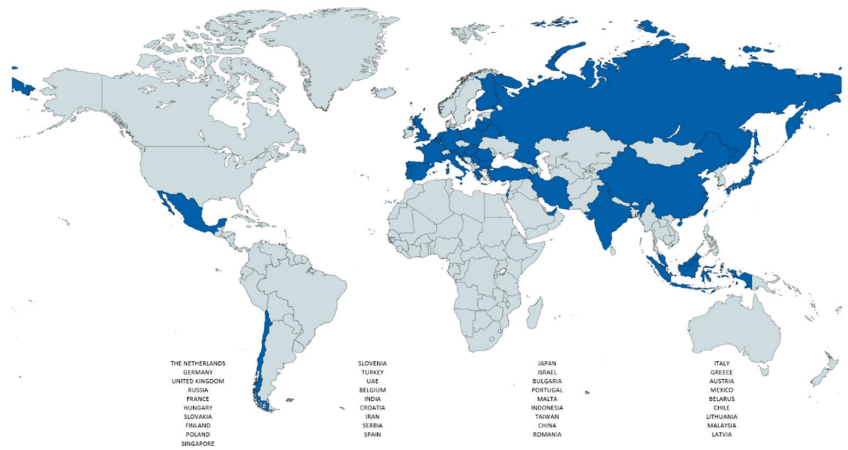 THE NETHERLANDS
GERMANY
UNITED KINGDOM
RUSSIA
FRANCE
HUNGARY
SLOVAKIA
FINLAND
POLAND
SINGAPORE
SLOVENIA
TURKEY
UAE
BELGIUM
INDIA
CROATIA
IRAN
SERBIA
SPAIN
JAPAN
ISRAEL
BULGARIA
PORTUGAL
MALTA
INDONESIA
TAIWAN
CHINA
ROMANIA
ITALY
GREECE
AUSTRIA
MEXICO
BELARUS
CHILE
LITHUANIA
MALAYSIA
LATVIA